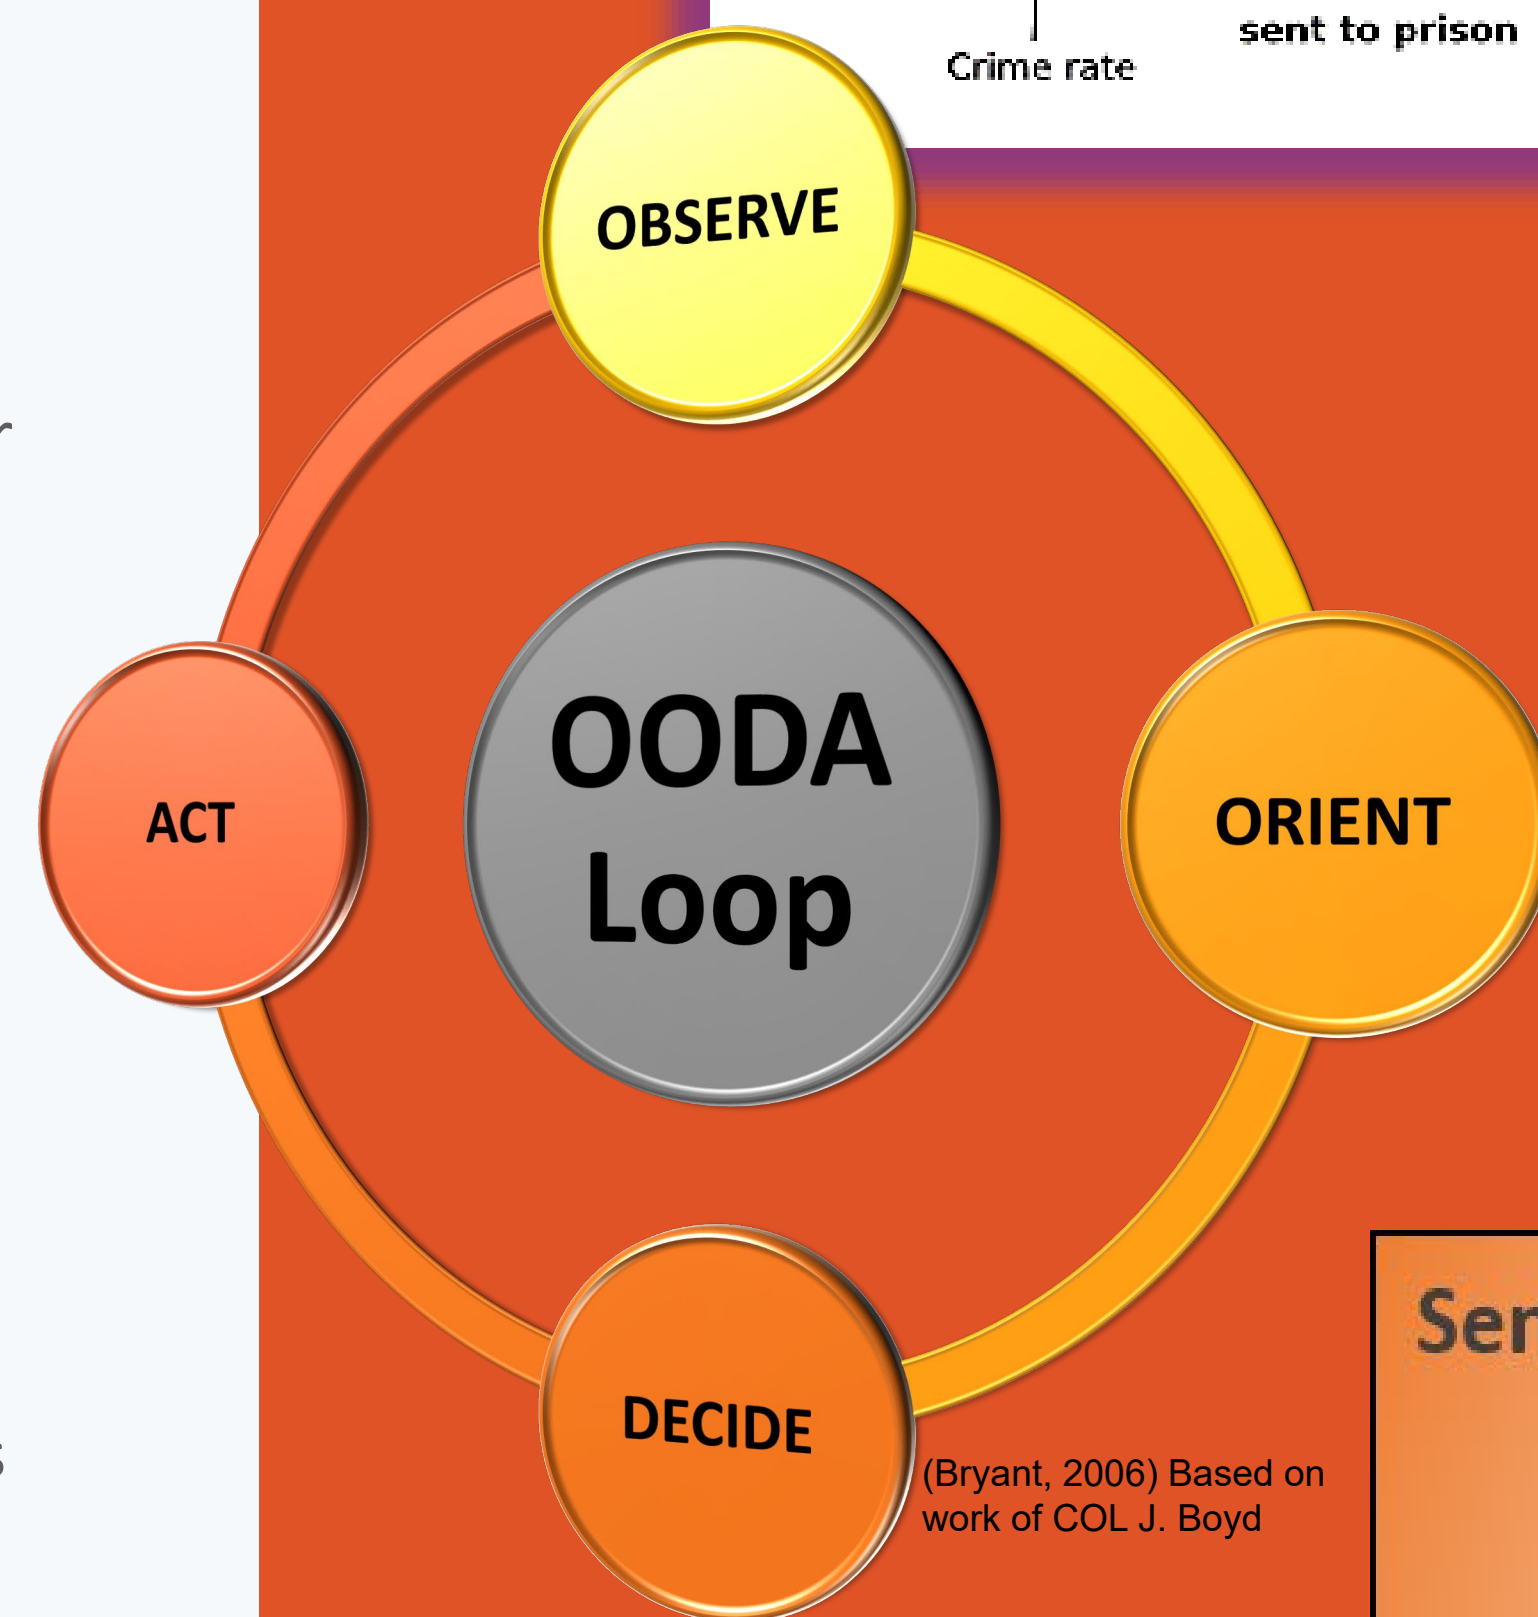 sent to prison
Crime rate
OBSERVE
OODA
Loop
ACT
ORIENT
DECIDE
(Bryant, 2006) Based on
work of COL J. Boyd